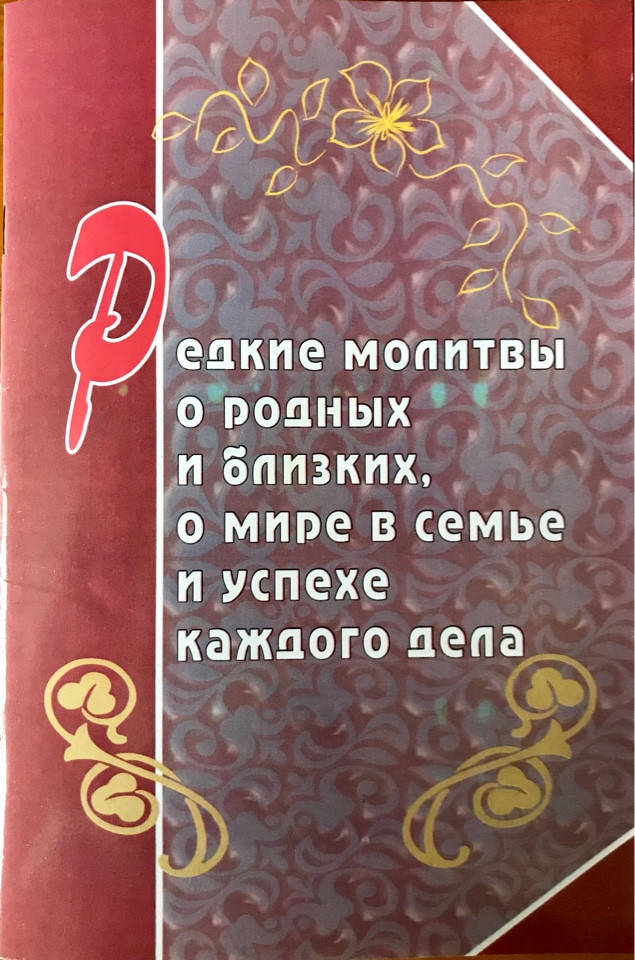 Редкие молитвы
о родных
и близких,
о мире в семье
и успехе
каждого дела